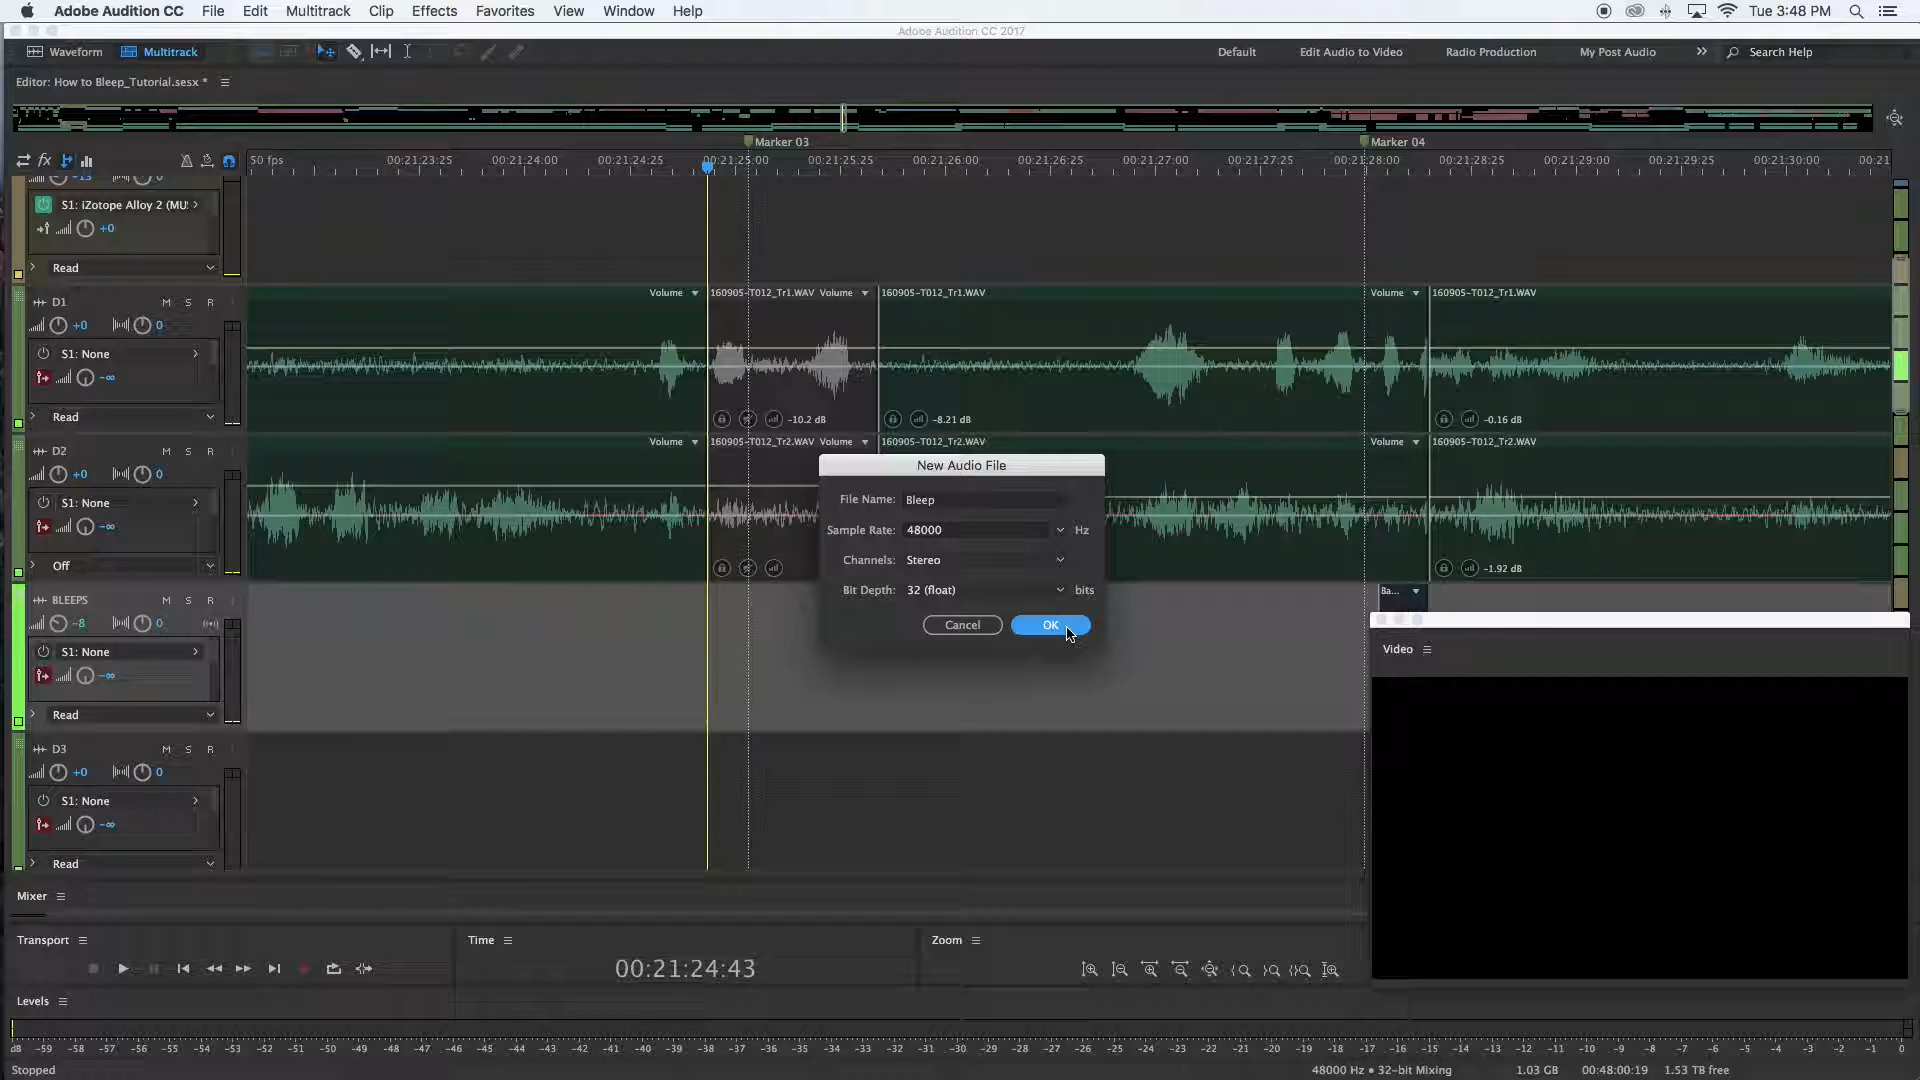 Adobe Audition CC File Edit Multitrack Clip Effects Favorites View Window Help
Tue 3:48 PM
Adobe Audition CC 2017
Waveform Multitrack Default Edit Audio to Video Radio Production My Post Audio Search Help
Editor: How to Bleep_Tutorial.sesx *
Marker 03 Marker 04
50 fps 00:21:23:25 00:21:24:00 00:21:24:25 00:21:25:00 00:21:25:25 00:21:26:00 00:21:26:25 00:21:27:00 00:21:27:25 00:21:28:00 00:21:28:25 00:21:29:00 00:21:29:25 00:21:30:00 00:21
S1: iZotope Alloy 2 (MU:
+0
Read
D1 M S R
+0 0
S1: None
-∞
Read
Volume 160905-T012_Tr1.WAV Volume 160905-T012_Tr1.WAV Volume 160905-T012_Tr1.WAV
-10.2 dB -8.21 dB -0.16 dB
D2 M S R
+0 0
S1: None
-∞
Off
Volume 160905-T012_Tr2.WAV Volume 160905-T012_Tr2.WAV Volume 160905-T012_Tr2.WAV
-1.92 dB
New Audio File
File Name: Bleep
Sample Rate: 48000 Hz
Channels: Stereo
Bit Depth: 32 (float) bits
Cancel OK
BLEEPS M S R
-8 0
S1: None
-∞
Read
Ba...
Video
D3 M S R
+0 0
S1: None
-∞
Read
Mixer
Transport Time Zoom
00:21:24:43
Levels
dB -59 -58 -57 -56 -55 -54 -53 -52 -51 -50 -49 -48 -47 -46 -45 -44 -43 -42 -41 -40 -39 -38 -37 -36 -35 -34 -33 -32 -31 -30 -29 -28 -27 -26 -25 -24 -23 -22 -21 -20 -19 -18 -17 -16 -15 -14 -13 -12 -11 -10 -9 -8 -7 -6 -5 -4 -3 -2 -1 0
Stopped 48000 Hz • 32-bit Mixing 1.03 GB 00:48:00:19 1.53 TB free